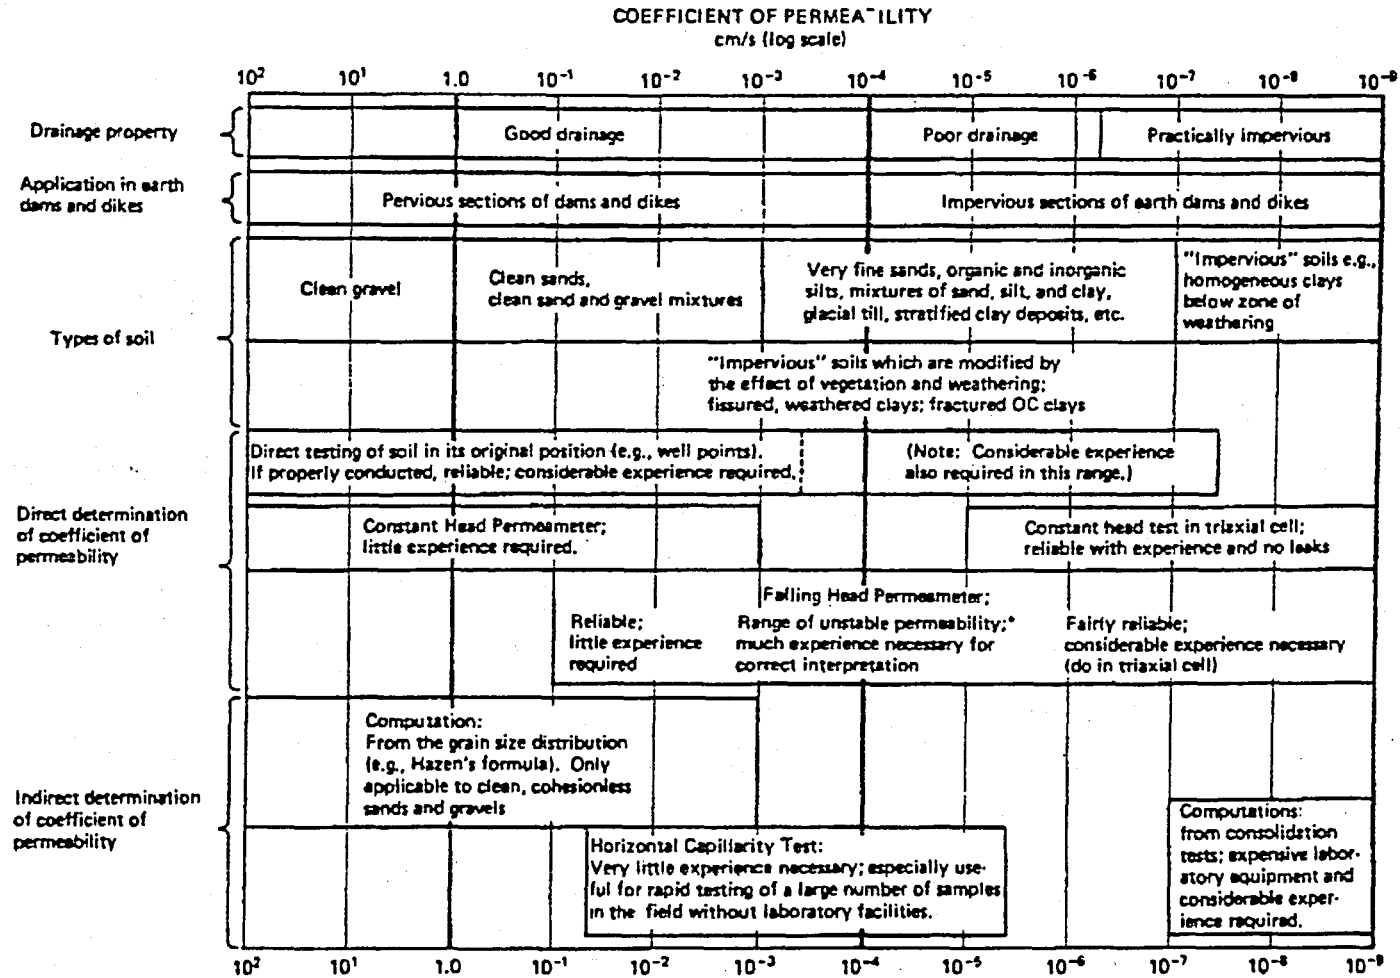 COEFFICIENT OF PERMEA¯ILITY
cm/s (log scale)
10² 10¹ 1.0 10⁻¹ 10⁻² 10⁻³ 10⁻⁴ 10⁻⁵ 10⁻⁶ 10⁻⁷ 10⁻⁸ 10⁻⁹
Drainage property
Good drainage
Poor drainage
Practically impervious
Application in earth
dams and dikes
Pervious sections of dams and dikes
Impervious sections of earth dams and dikes
Types of soil
Clean gravel
Clean sands,
clean sand and gravel mixtures
Very fine sands, organic and inorganic
silts, mixtures of sand, silt, and clay,
glacial till, stratified clay deposits, etc.
"Impervious" soils e.g.,
homogeneous clays
below zone of
weathering
"Impervious" soils which are modified by
the effect of vegetation and weathering;
fissured, weathered clays; fractured OC clays
Direct determination
of coefficient of
permeability
Direct testing of soil in its original position (e.g., well points).
If properly conducted, reliable; considerable experience required.
(Note: Considerable experience
also required in this range.)
Constant Head Permeameter;
little experience required.
Constant head test in triaxial cell;
reliable with experience and no leaks
Falling Head Permeameter;
Reliable;
little experience
required
Range of unstable permeability;*
much experience necessary for
correct interpretation
Fairly reliable;
considerable experience necessary
(do in triaxial cell)
Indirect determination
of coefficient of
permeability
Computation:
From the grain size distribution
(e.g., Hazen's formula). Only
applicable to clean, cohesionless
sands and gravels
Horizontal Capillarity Test:
Very little experience necessary; especially use-
ful for rapid testing of a large number of samples
in the field without laboratory facilities.
Computations:
from consolidation
tests; expensive labor-
atory equipment and
considerable exper-
ience required.
10² 10¹ 1.0 10⁻¹ 10⁻² 10⁻³ 10⁻⁴ 10⁻⁵ 10⁻⁶ 10⁻⁷ 10⁻⁸ 10⁻⁹